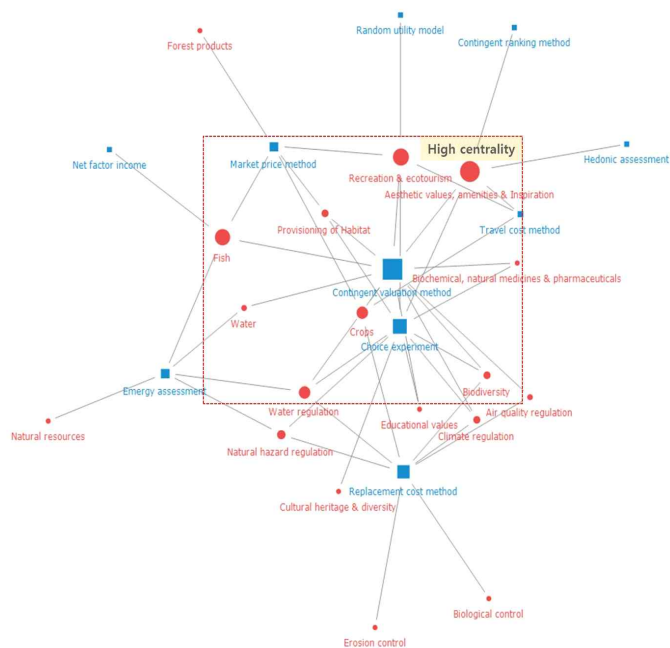 Random utility model
Contingent ranking method
Forest products
High centrality
Net factor income
Market price method
Hedonic assessment
Recreation & ecotourism
Aesthetic values, amenities & Inspiration
Provisioning of Habitat
Travel cost method
Fish
Biochemical, natural medicines & pharmaceuticals
Contingent valuation method
Water
Crops
Choice experiment
Emergy assessment
Biodiversity
Water regulation
Air quality regulation
Educational values
Natural resources
Climate regulation
Natural hazard regulation
Replacement cost method
Cultural heritage & diversity
Biological control
Erosion control